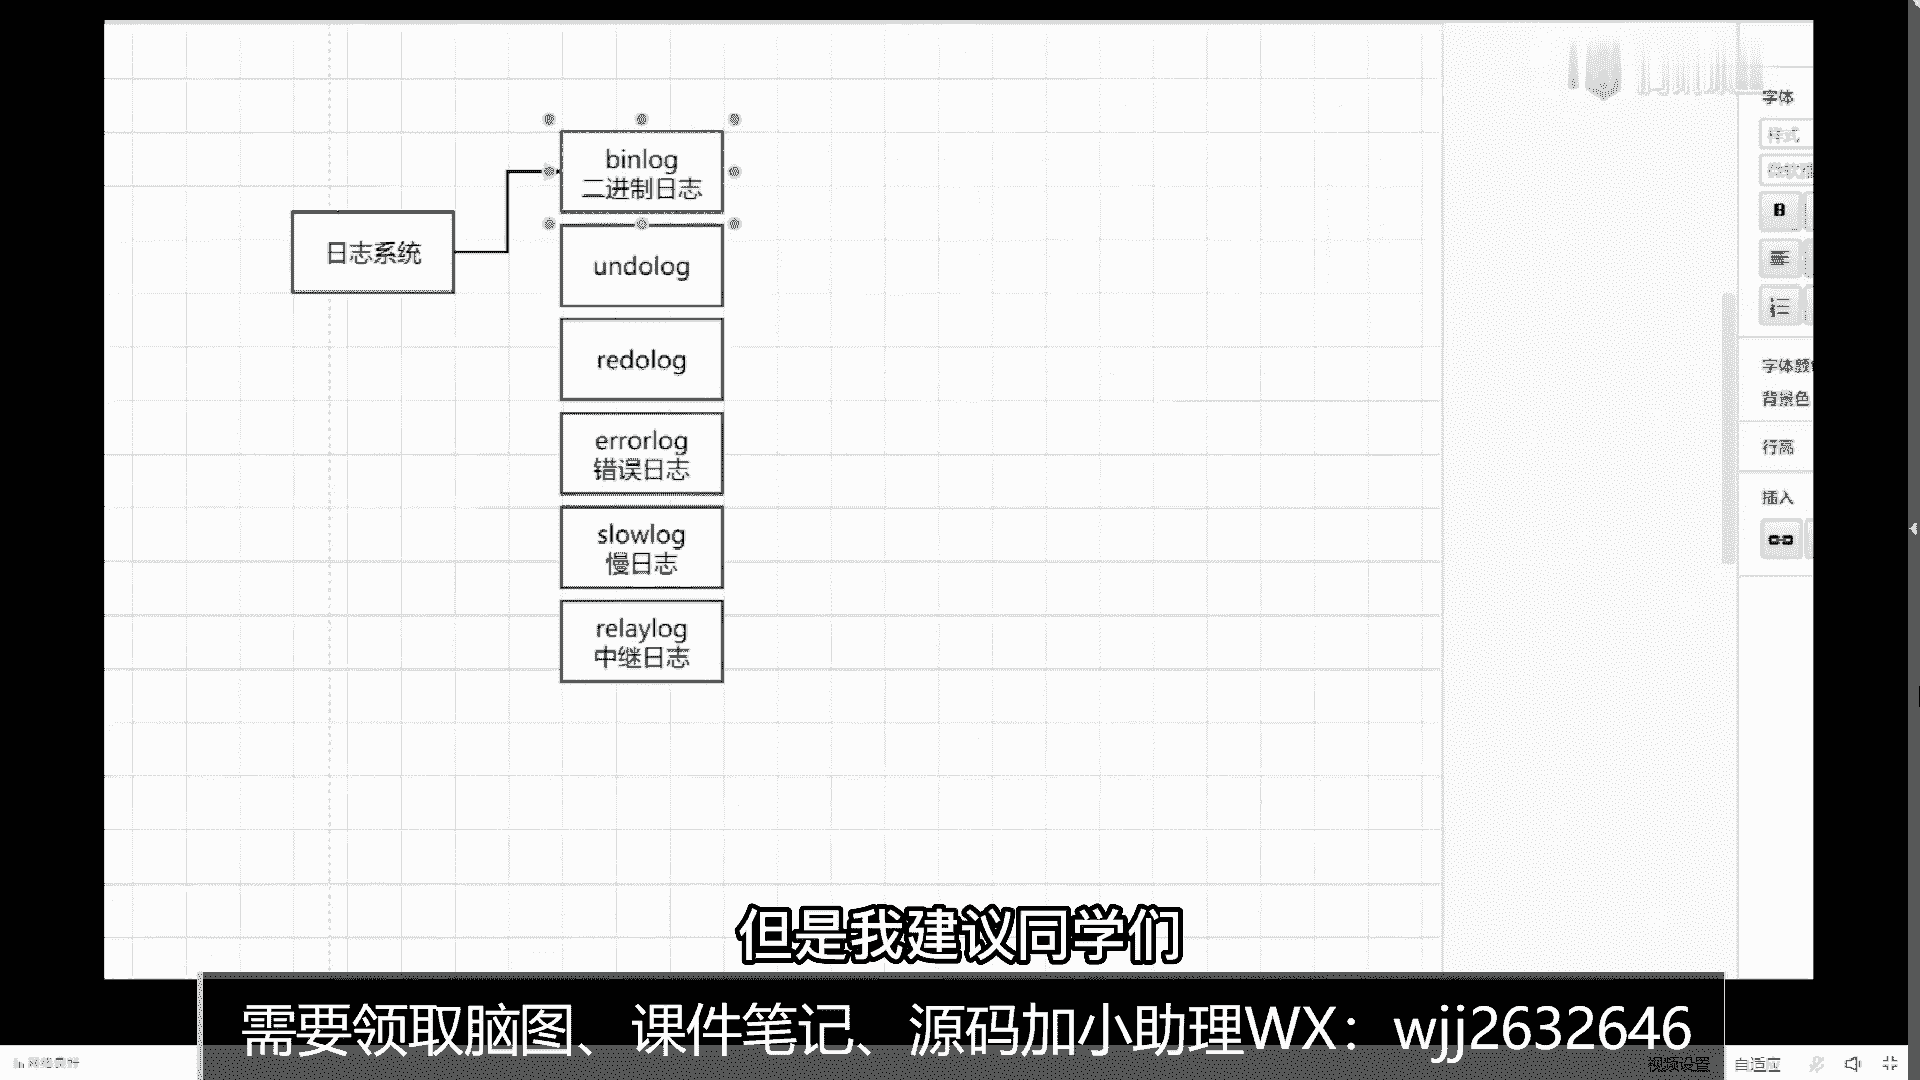 字体
样式
binlog
二进制日志
日志系统
undolog
redolog
字体颜
背景色
errorlog
错误日志
行高
插入
slowlog
慢日志
relaylog
中继日志
但是我建议同学们
需要领取脑图、课件笔记、源码加小助理WX：wjj2632646
视频设置
自适应